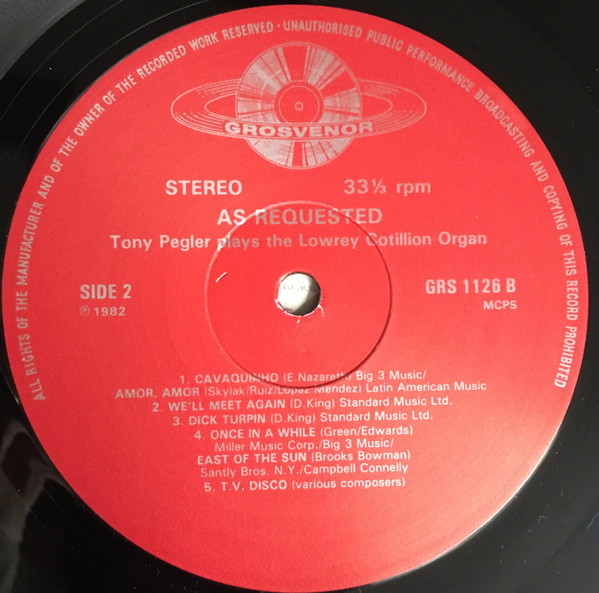 ALL RIGHTS OF THE MANUFACTURER AND OF THE OWNER OF THE RECORDED WORK RESERVED · UNAUTHORISED PUBLIC PERFORMANCE BROADCASTING AND COPYING OF THIS RECORD PROHIBITED
GROSVENOR
STEREO 33⅓ rpm
AS REQUESTED
Tony Pegler plays the Lowrey Cotillion Organ
SIDE 2 GRS 1126 B
℗ 1982 MCPS
1. CAVAQUINHO (E.Nazareth) Big 3 Music/
AMOR, AMOR (Skylak/Ruiz/Lopez Mendez) Latin American Music
2. WE'LL MEET AGAIN (D.King) Standard Music Ltd.
3. DICK TURPIN (D.King) Standard Music Ltd.
4. ONCE IN A WHILE (Green/Edwards)
Miller Music Corp./Big 3 Music/
EAST OF THE SUN (Brooks Bowman)
Santly Bros. N.Y./Campbell Connelly
5. T.V. DISCO (various composers)